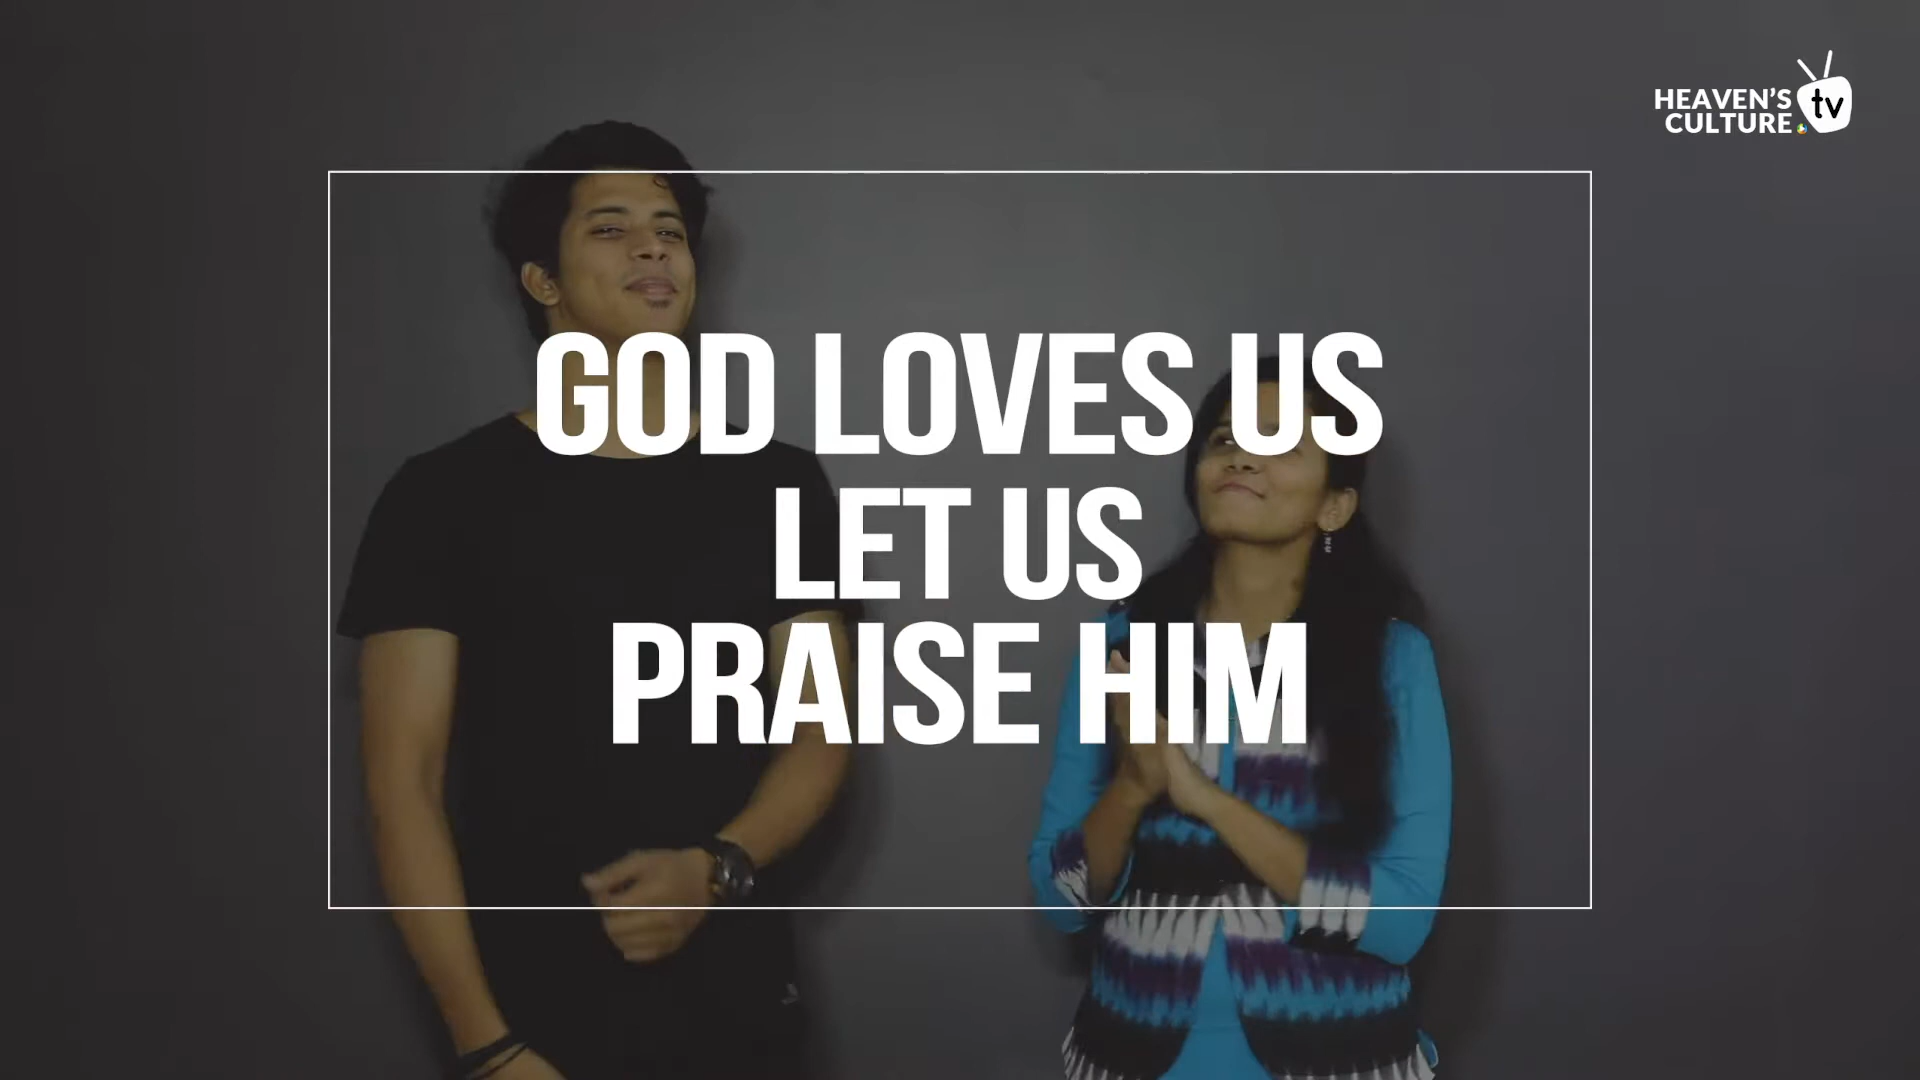 HEAVEN'S
CULTURE.
tv
GOD LOVES US
LET US
PRAISE HIM